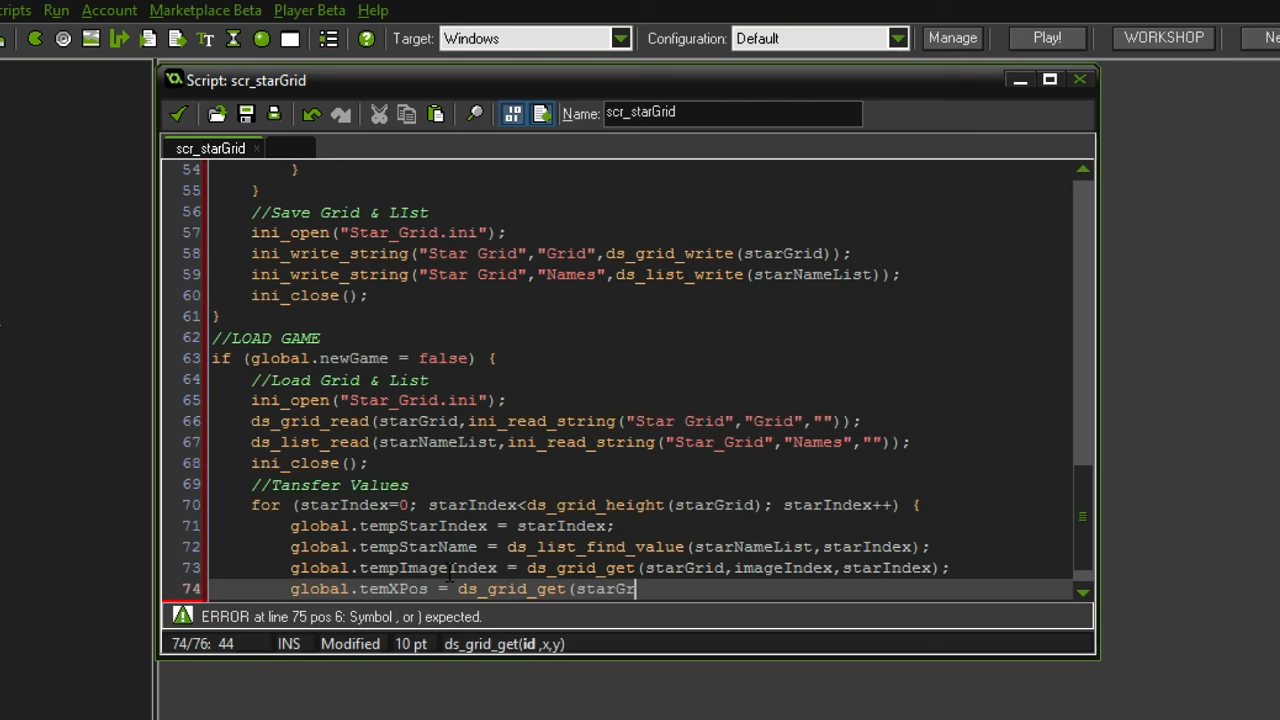 cripts Run Account Marketplace Beta Player Beta Help
Target: Windows Configuration: Default Manage Play! WORKSHOP Ne
Script: scr_starGrid
Name: scr_starGrid
scr_starGrid x
54 }
55 }
56 //Save Grid & LIst
57 ini_open("Star_Grid.ini");
58 ini_write_string("Star Grid","Grid",ds_grid_write(starGrid));
59 ini_write_string("Star Grid","Names",ds_list_write(starNameList));
60 ini_close();
61 }
62 //LOAD GAME
63 if (global.newGame = false) {
64 //Load Grid & List
65 ini_open("Star_Grid.ini");
66 ds_grid_read(starGrid,ini_read_string("Star Grid","Grid",""));
67 ds_list_read(starNameList,ini_read_string("Star_Grid","Names",""));
68 ini_close();
69 //Tansfer Values
70 for (starIndex=0; starIndex<ds_grid_height(starGrid); starIndex++) {
71 global.tempStarIndex = starIndex;
72 global.tempStarName = ds_list_find_value(starNameList,starIndex);
73 global.tempImageIndex = ds_grid_get(starGrid,imageIndex,starIndex);
74 global.temXPos = ds_grid_get(starGr
ERROR at line 75 pos 6: Symbol , or ) expected.
74/76: 44 INS Modified 10 pt ds_grid_get(id ,x,y)